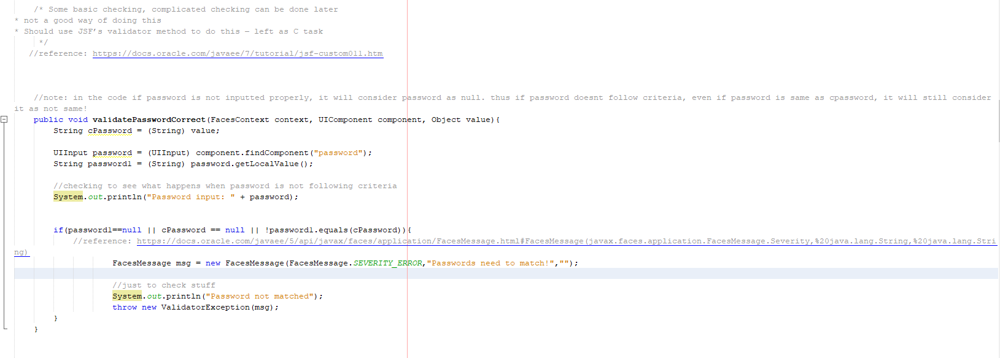 /* Some basic checking, complicated checking can be done later
* not a good way of doing this
* Should use JSF's validator method to do this - left as C task
*/
//reference: https://docs.oracle.com/javaee/7/tutorial/jsf-custom011.htm
//note: in the code if password is not inputted properly, it will consider password as null. thus if password doesnt follow criteria, even if password is same as cpassword, it will still consider
it as not same!
public void validatePasswordCorrect(FacesContext context, UIComponent component, Object value){
String cPassword = (String) value;
UIInput password = (UIInput) component.findComponent("password");
String password1 = (String) password.getLocalValue();
//checking to see what happens when password is not following criteria
System.out.println("Password input: " + password);
if(password1==null || cPassword == null || !password1.equals(cPassword)){
//reference: https://docs.oracle.com/javaee/5/api/javax/faces/application/FacesMessage.html#FacesMessage(javax.faces.application.FacesMessage.Severity,%20java.lang.String,%20java.lang.Stri
ng)
FacesMessage msg = new FacesMessage(FacesMessage.SEVERITY_ERROR,"Passwords need to match!","");
//just to check stuff
System.out.println("Password not matched");
throw new ValidatorException(msg);
}
}